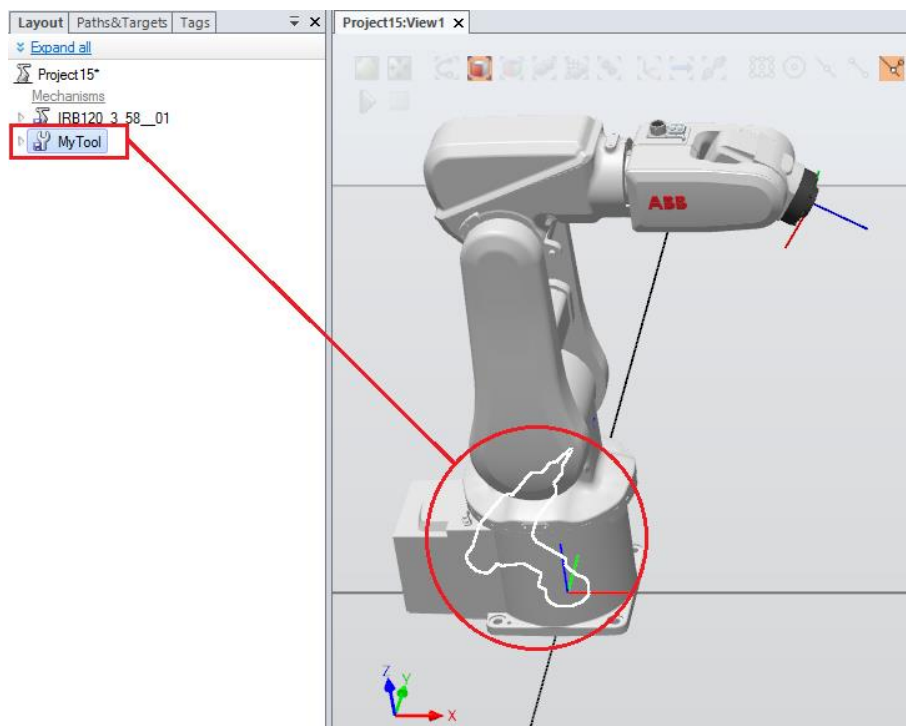 Layout Paths&Targets Tags
Project15:View1
Expand all
Project15*
Mechanisms
IRB120_3_58__01
MyTool
ABB
Z
Y
X